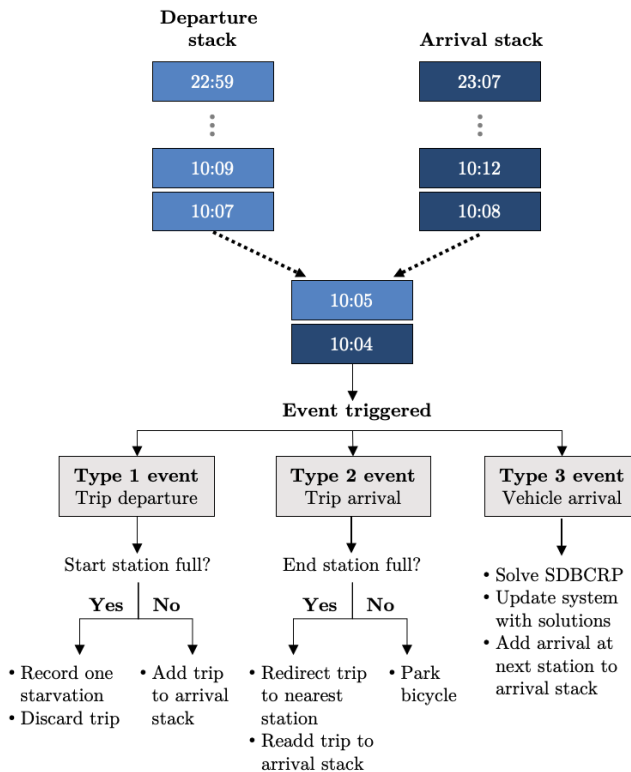 Departure
stack
Arrival stack
22:59
23:07
10:09
10:12
10:07
10:08
10:05
10:04
Event triggered
Type 1 event
Trip departure
Type 2 event
Trip arrival
Type 3 event
Vehicle arrival
Start station full?
Yes No
• Record one
starvation
• Discard trip
• Add trip
to arrival
stack
End station full?
Yes No
• Redirect trip
to nearest
station
• Readd trip to
arrival stack
• Park
bicycle
• Solve SDBCRP
• Update system
with solutions
• Add arrival at
next station to
arrival stack